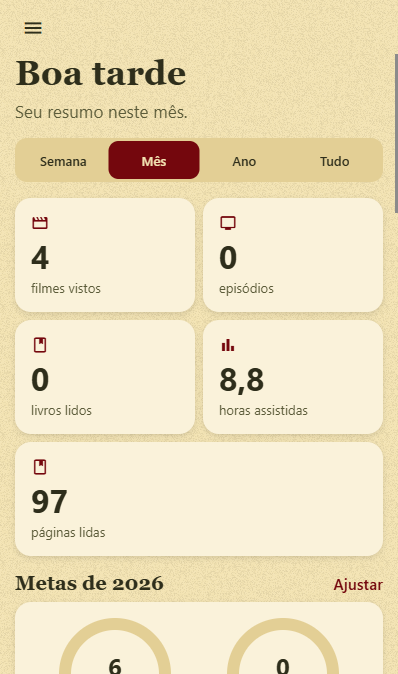 Boa tarde
Seu resumo neste mês.
Semana Mês Ano Tudo
4
filmes vistos
0
episódios
0
livros lidos
8,8
horas assistidas
97
páginas lidas
Metas de 2026 Ajustar
6 0